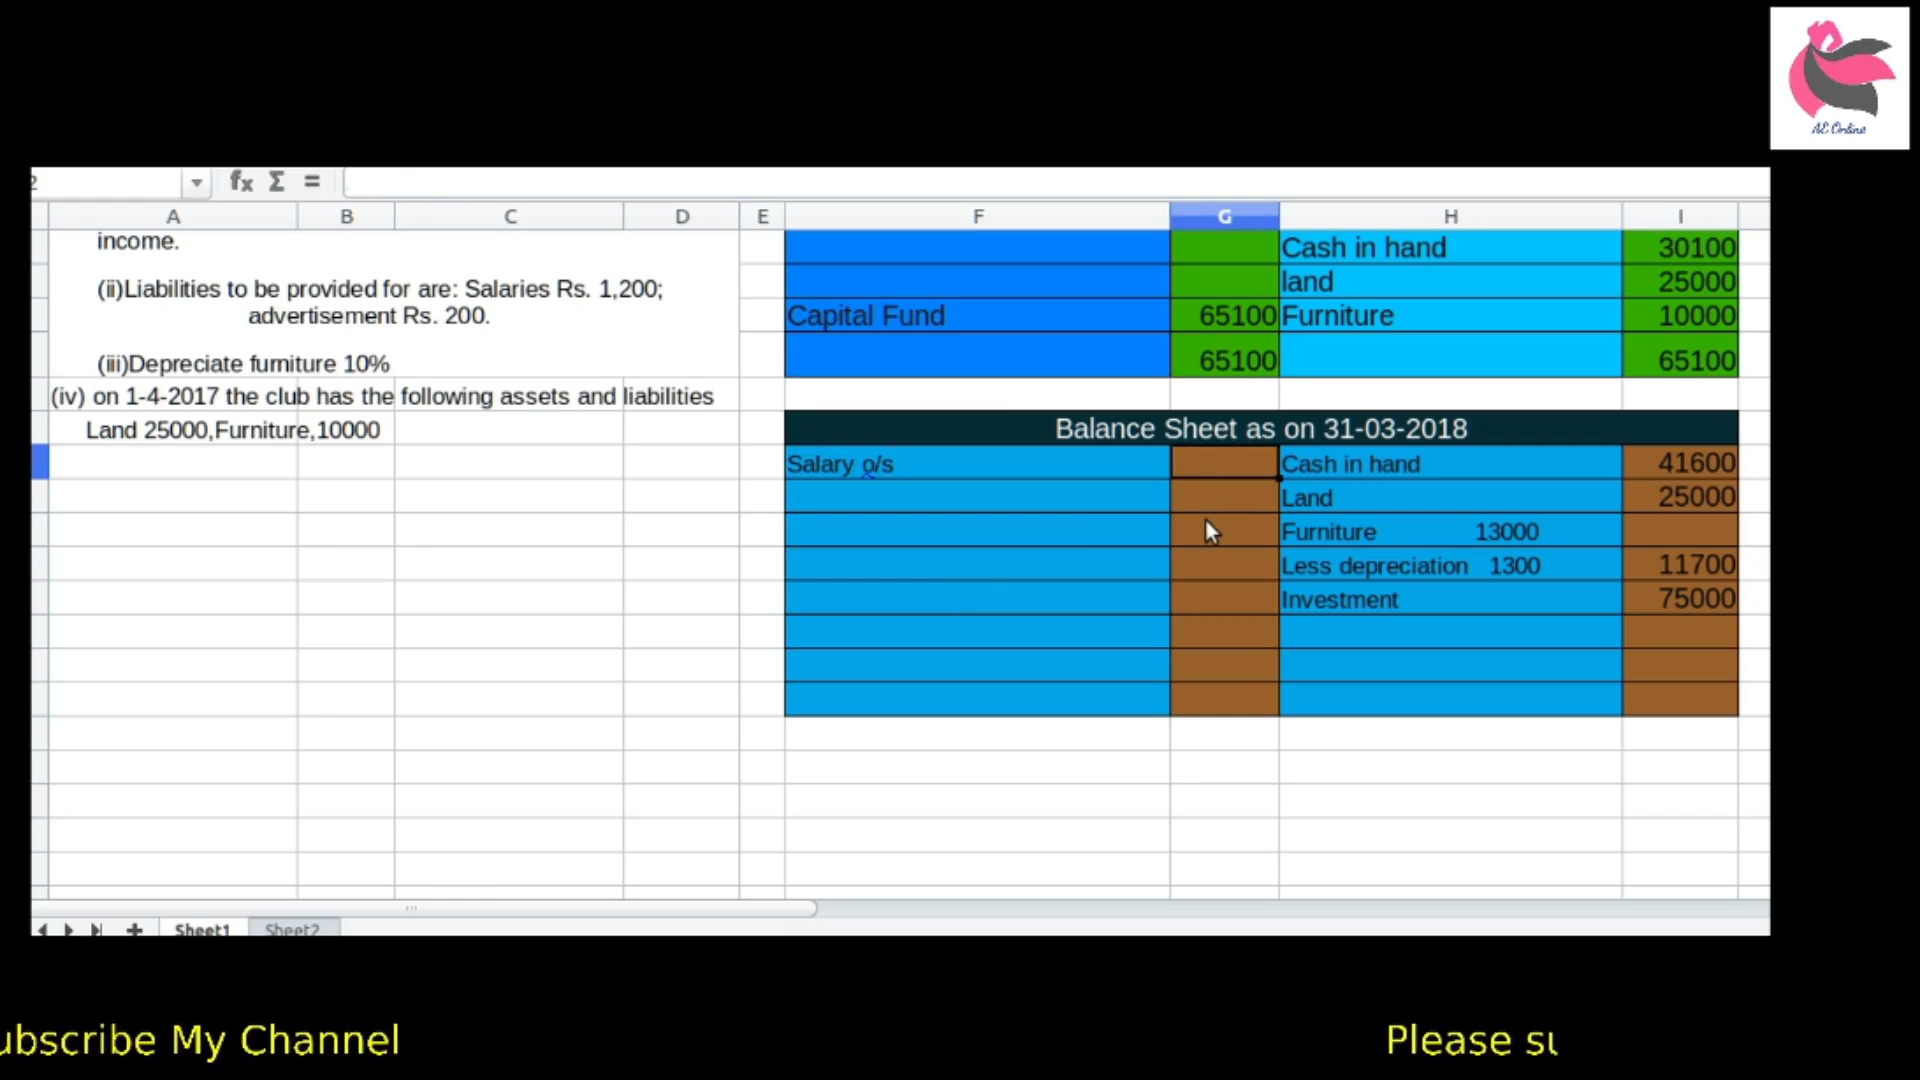 AE Online
2 fx Σ =
A B C D E F G H I
income.
(ii)Liabilities to be provided for are: Salaries Rs. 1,200;
advertisement Rs. 200.
(iii)Depreciate furniture 10%
(iv) on 1-4-2017 the club has the following assets and liabilities
Land 25000,Furniture,10000
Cash in hand 30100
land 25000
Capital Fund 65100 Furniture 10000
65100 65100
Balance Sheet as on 31-03-2018
Salary o/s Cash in hand 41600
Land 25000
Furniture 13000
Less depreciation 1300 11700
Investment 75000
Sheet1 Sheet2
ubscribe My Channel Please su